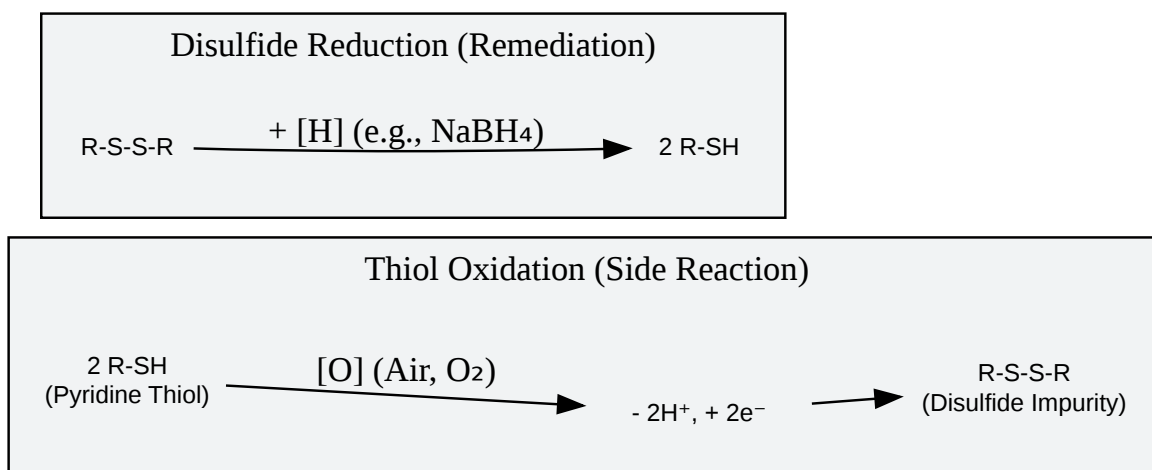 Disulfide Reduction (Remediation)
R-S-S-R
+ [H] (e.g., NaBH₄)
2 R-SH
Thiol Oxidation (Side Reaction)
2 R-SH
(Pyridine Thiol)
[O] (Air, O₂)
- 2H⁺, + 2e⁻
R-S-S-R
(Disulfide Impurity)